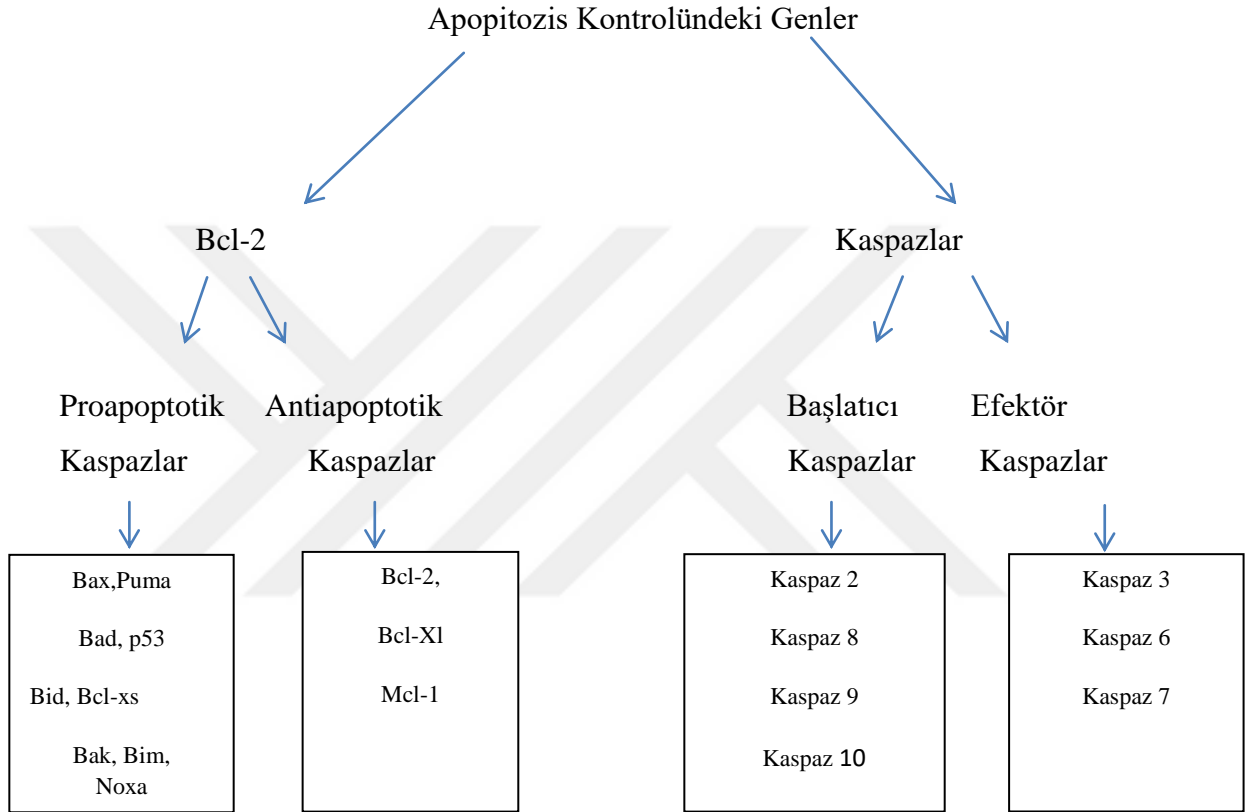 Apopitozis Kontrolündeki Genler
Bcl-2
Kaspazlar
Proapoptotik
Kaspazlar
Antiapoptotik
Kaspazlar
Başlatıcı
Kaspazlar
Efektör
Kaspazlar
Bax,Puma
Bad, p53
Bid, Bcl-xs
Bak, Bim,
Noxa
Bcl-2,
Bcl-Xl
Mcl-1
Kaspaz 2
Kaspaz 8
Kaspaz 9
Kaspaz 10
Kaspaz 3
Kaspaz 6
Kaspaz 7